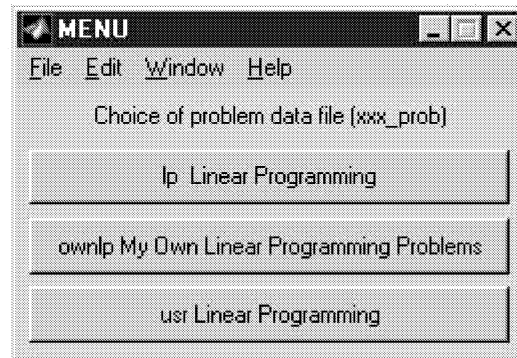 MENU
File Edit Window Help
Choice of problem data file (xxx_prob)
lp Linear Programming
ownlp My Own Linear Programming Problems
usr Linear Programming